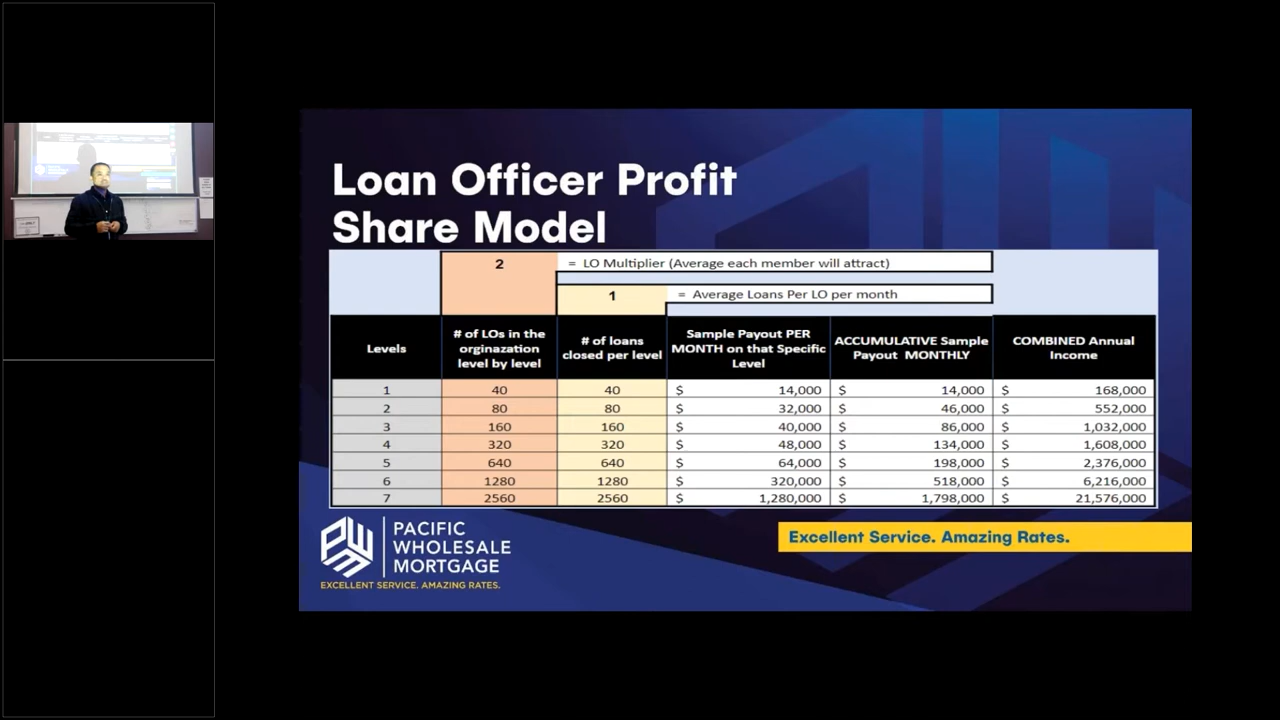 Loan Officer Profit
Share Model
2 = LO Multiplier (Average each member will attract)
1 = Average Loans Per LO per month
Levels | # of LOs in the orginazation level by level | # of loans closed per level | Sample Payout PER MONTH on that Specific Level | ACCUMULATIVE Sample Payout MONTHLY | COMBINED Annual Income
1 40 40 $ 14,000 $ 14,000 $ 168,000
2 80 80 $ 32,000 $ 46,000 $ 552,000
3 160 160 $ 40,000 $ 86,000 $ 1,032,000
4 320 320 $ 48,000 $ 134,000 $ 1,608,000
5 640 640 $ 64,000 $ 198,000 $ 2,376,000
6 1280 1280 $ 320,000 $ 518,000 $ 6,216,000
7 2560 2560 $ 1,280,000 $ 1,798,000 $ 21,576,000
PACIFIC
WHOLESALE
MORTGAGE
EXCELLENT SERVICE. AMAZING RATES.
Excellent Service. Amazing Rates.